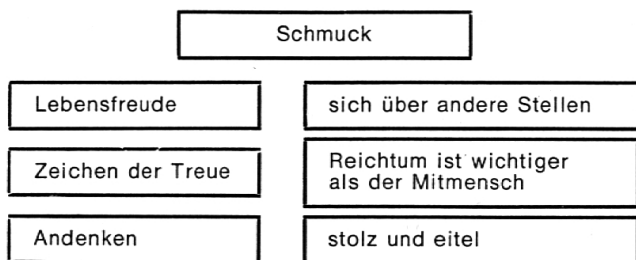 Schmuck
Lebensfreude
sich über andere Stellen
Zeichen der Treue
Reichtum ist wichtiger
als der Mitmensch
Andenken
stolz und eitel